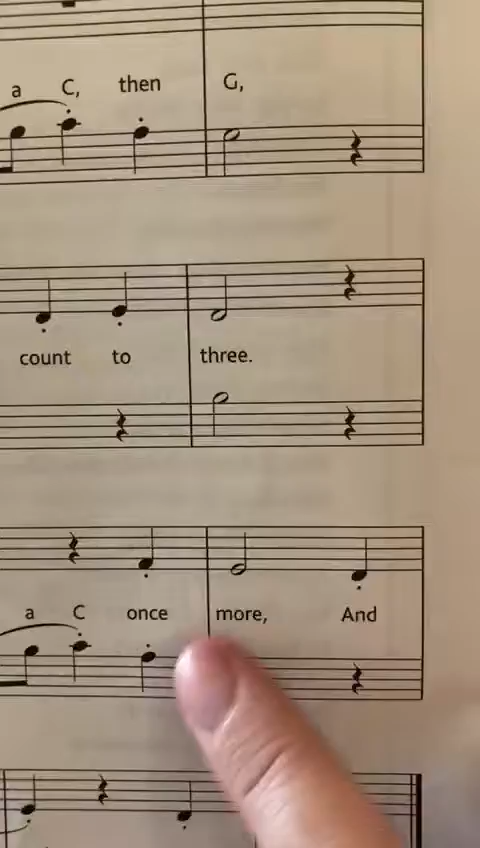 a C, then G,
count to three.
a C once more, And